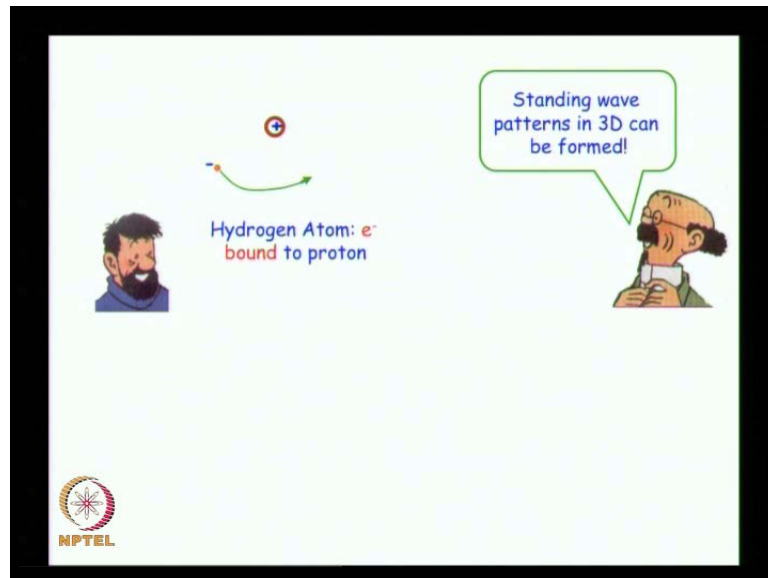 Standing wave
patterns in 3D can
be formed!
+
-
Hydrogen Atom: e-
bound to proton
NPTEL